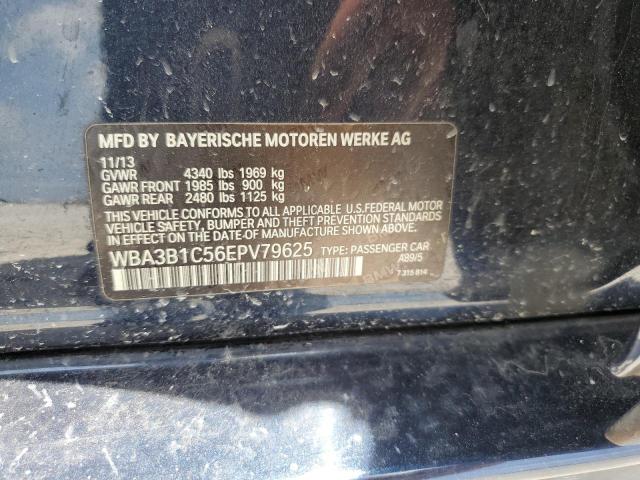 MFD BY BAYERISCHE MOTOREN WERKE AG
11/13
GVWR 4340 lbs 1969 kg
GAWR FRONT 1985 lbs 900 kg
GAWR REAR 2480 lbs 1125 kg
THIS VEHICLE CONFORMS TO ALL APPLICABLE U.S.FEDERAL MOTOR
VEHICLE SAFETY, BUMPER, AND THEFT PREVENTION STANDARDS
IN EFFECT ON THE DATE OF MANUFACTURE SHOWN ABOVE.
WBA3B1C56EPV79625 TYPE: PASSENGER CAR
A89/5
7 315 814